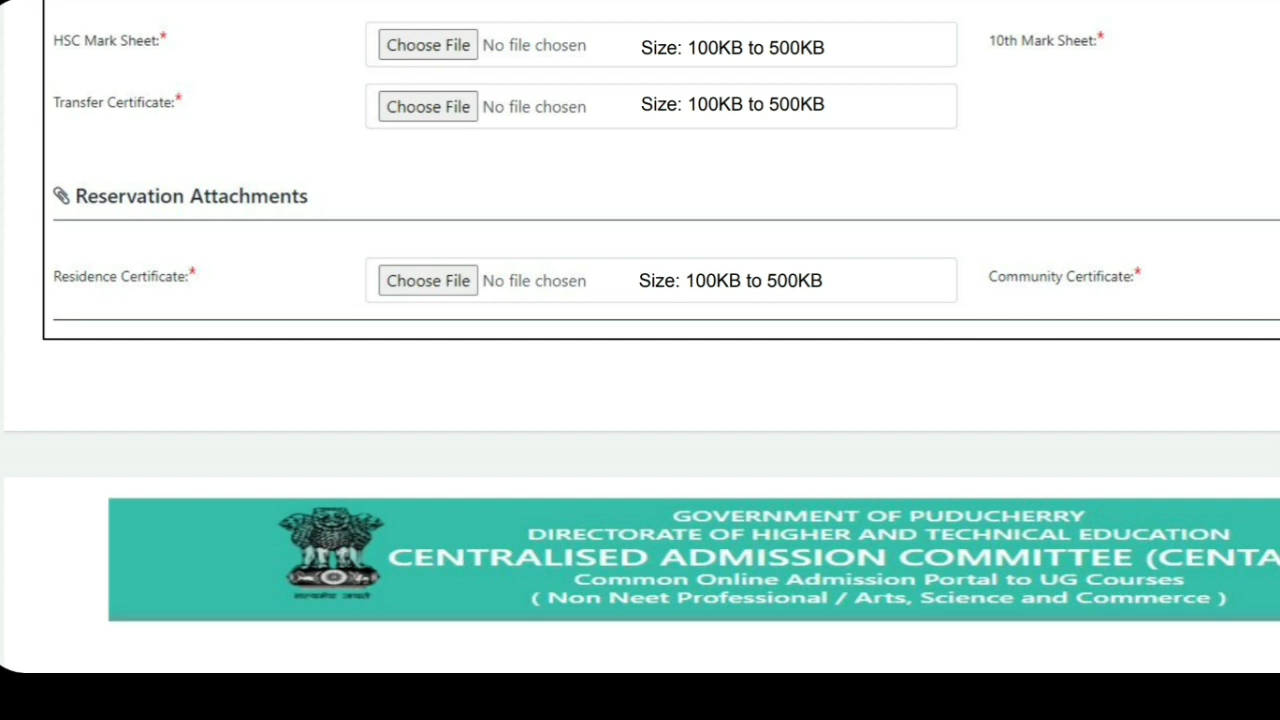 HSC Mark Sheet:* Choose File No file chosen Size: 100KB to 500KB 10th Mark Sheet:*
Transfer Certificate:* Choose File No file chosen Size: 100KB to 500KB
Reservation Attachments
Residence Certificate:* Choose File No file chosen Size: 100KB to 500KB Community Certificate:*
GOVERNMENT OF PUDUCHERRY
DIRECTORATE OF HIGHER AND TECHNICAL EDUCATION
CENTRALISED ADMISSION COMMITTEE (CENTA
Common Online Admission Portal to UG Courses
( Non Neet Professional / Arts, Science and Commerce )